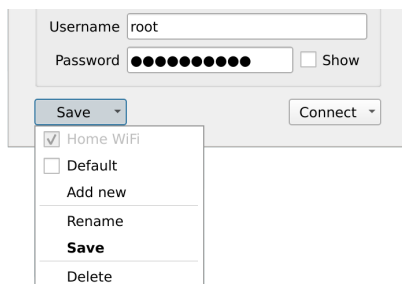 Username root
Password ●●●●●●●●●● Show
Save Connect
Home WiFi
Default
Add new
Rename
Save
Delete